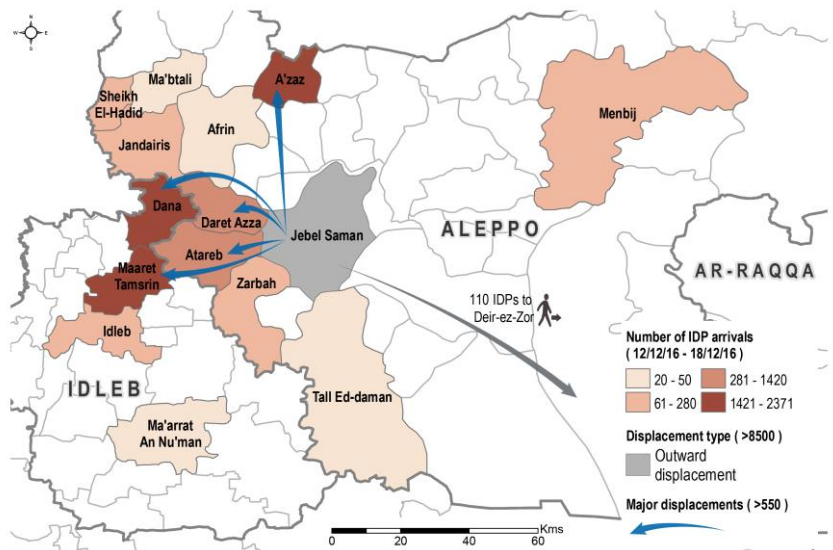 N
W
E
S
Ma'btali
A'zaz
Sheikh
El-Hadid
Afrin
Menbij
Jandairis
Dana
Daret Azza
Jebel Saman
ALEPPO
Atareb
Maaret
Tamsrin
Zarbah
AR-RAQQA
110 IDPs to
Deir-ez-Zor
Idleb
IDLEB
Tall Ed-daman
Ma'arrat
An Nu'man
Number of IDP arrivals
( 12/12/16 - 18/12/16 )
20 - 50
281 - 1420
61 - 280
1421 - 2371
Displacement type ( >8500)
Outward
displacement
Major displacements ( >550)
Kms
0 10 20 40 60